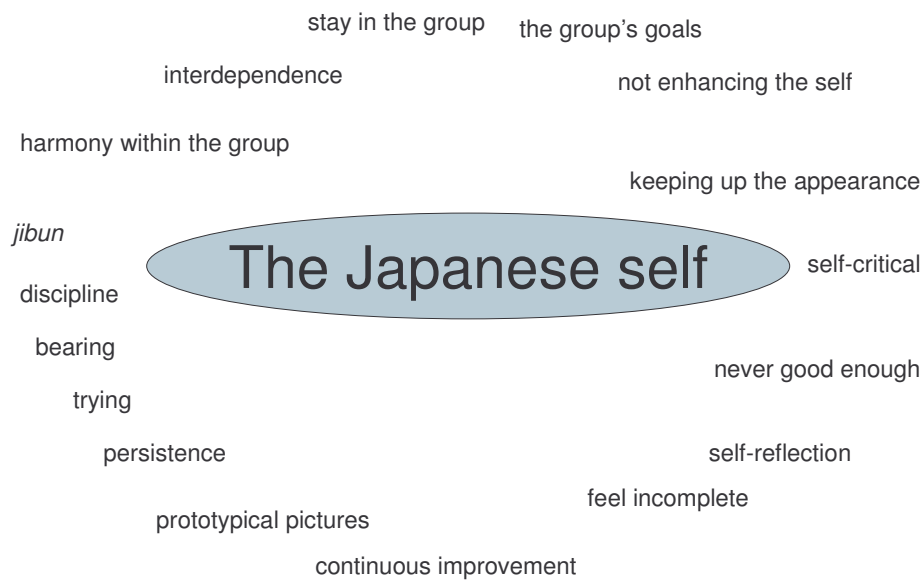 stay in the group
the group's goals
interdependence
not enhancing the self
harmony within the group
keeping up the appearance
jibun
The Japanese self
self-critical
discipline
bearing
never good enough
trying
persistence
self-reflection
feel incomplete
prototypical pictures
continuous improvement